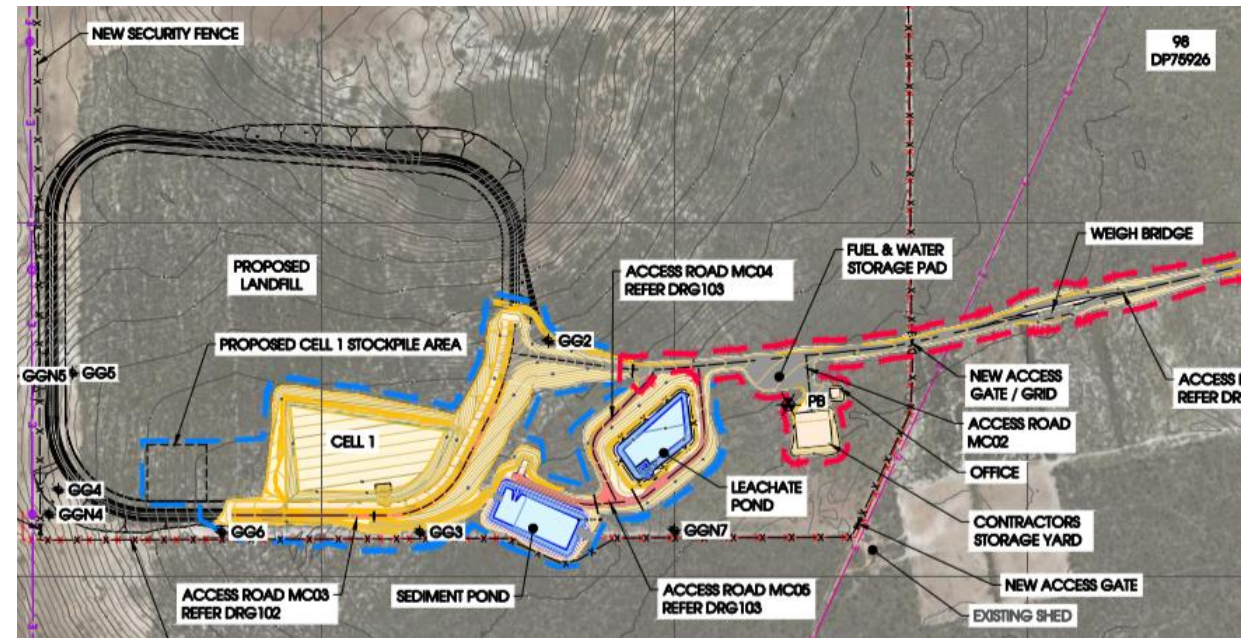 NEW SECURITY FENCE
98
DP75926
WEIGH BRIDGE
FUEL & WATER
STORAGE PAD
PROPOSED
LANDFILL
ACCESS ROAD MC04
REFER DRG103
PROPOSED CELL 1 STOCKPILE AREA
GG2
GGN5
GG5
NEW ACCESS
GATE / GRID
ACCESS
REFER
PB
ACCESS ROAD
MC02
CELL 1
OFFICE
GG4
LEACHATE
POND
GGN4
GG6
GG3
GGN7
CONTRACTORS
STORAGE YARD
ACCESS ROAD MC03
REFER DRG102
SEDIMENT POND
ACCESS ROAD MC05
REFER DRG103
NEW ACCESS GATE
EXISTING SHED